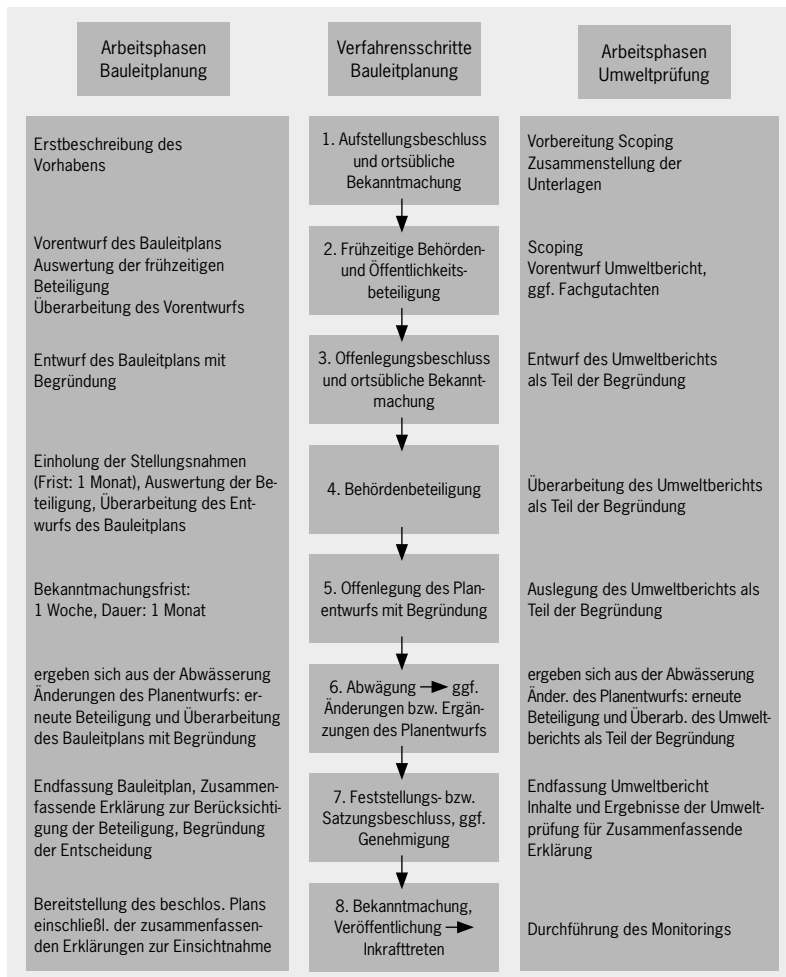 Arbeitsphasen
Bauleitplanung
Verfahrensschritte
Bauleitplanung
Arbeitsphasen
Umweltprüfung
Erstbeschreibung des
Vorhabens
1. Aufstellungsbeschluss
und ortsübliche
Bekanntmachung
Vorbereitung Scoping
Zusammenstellung der
Unterlagen
Vorentwurf des Bauleitplans
Auswertung der frühzeitigen
Beteiligung
Überarbeitung des Vorentwurfs
2. Frühzeitige Behörden-
und Öffentlichkeits-
beteiligung
Scoping
Vorentwurf Umweltbericht,
ggf. Fachgutachten
Entwurf des Bauleitplans mit
Begründung
3. Offenlegungsbeschluss
und ortsübliche Bekannt-
machung
Entwurf des Umweltberichts
als Teil der Begründung
Einholung der Stellungsnahmen
(Frist: 1 Monat), Auswertung der Be-
teiligung, Überarbeitung des Ent-
wurfs des Bauleitplans
4. Behördenbeteiligung
Überarbeitung des Umweltberichts
als Teil der Begründung
Bekanntmachungsfrist:
1 Woche, Dauer: 1 Monat
5. Offenlegung des Plan-
entwurfs mit Begründung
Auslegung des Umweltberichts als
Teil der Begründung
ergeben sich aus der Abwässerung
Änderungen des Planentwurfs: er-
neute Beteiligung und Überarbeitung
des Bauleitplans mit Begründung
6. Abwägung → ggf.
Änderungen bzw. Ergän-
zungen des Planentwurfs
ergeben sich aus der Abwässerung
Änder. des Planentwurfs: erneute
Beteiligung und Überarb. des Umwelt-
berichts als Teil der Begründung
Endfassung Bauleitplan, Zusammen-
fassende Erklärung zur Berücksichti-
gung der Beteiligung, Begründung
der Entscheidung
7. Feststellungs- bzw.
Satzungsbeschluss, ggf.
Genehmigung
Endfassung Umweltbericht
Inhalte und Ergebnisse der Umwelt-
prüfung für Zusammenfassende
Erklärung
Bereitstellung des beschlos. Plans
einschließl. der zusammenfassen-
den Erklärungen zur Einsichtnahme
8. Bekanntmachung,
Veröffentlichung →
Inkrafttreten
Durchführung des Monitorings